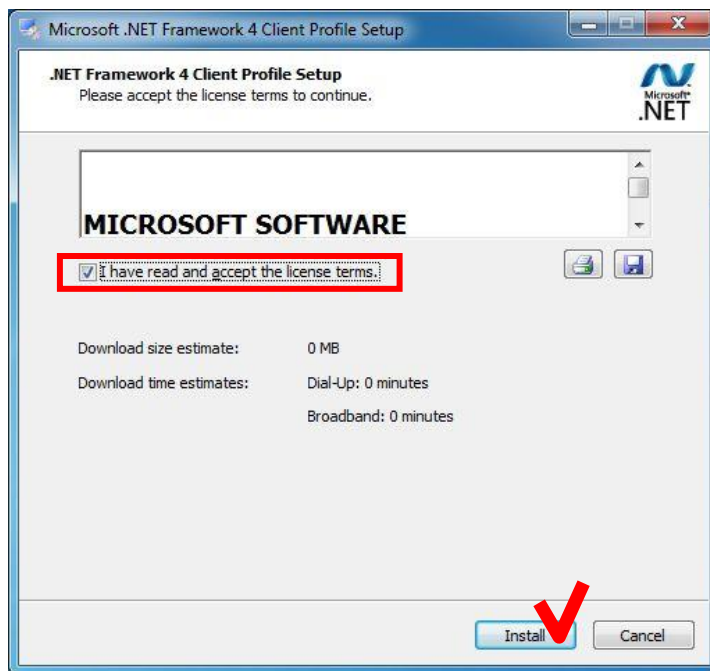 Microsoft .NET Framework 4 Client Profile Setup
.NET Framework 4 Client Profile Setup
Please accept the license terms to continue.
Microsoft®
.NET
MICROSOFT SOFTWARE
I have read and accept the license terms.
Download size estimate: 0 MB
Download time estimates: Dial-Up: 0 minutes
Broadband: 0 minutes
Install Cancel